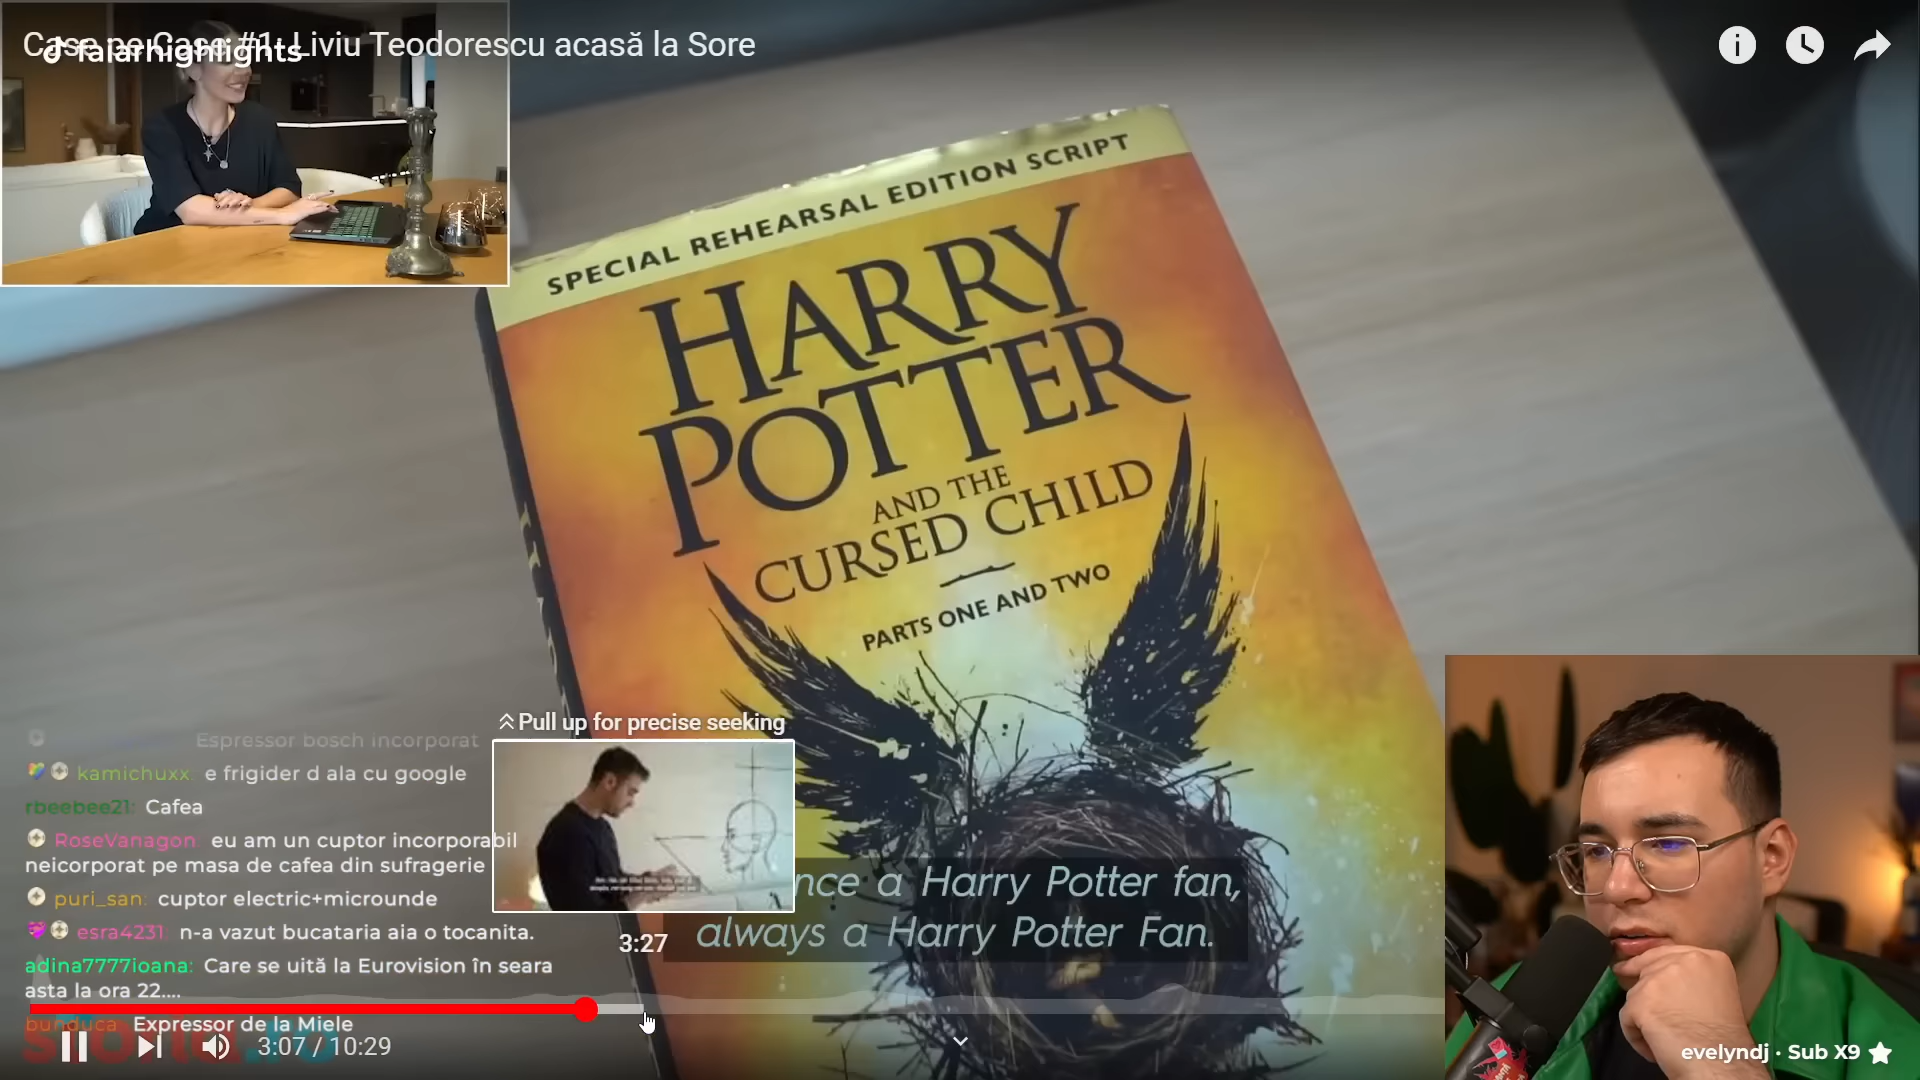 Case pe Case #1: Liviu Teodorescu acasă la Sore
faiarhighlights
SPECIAL REHEARSAL EDITION SCRIPT
HARRY
POTTER
AND THE
CURSED CHILD
PARTS ONE AND TWO
Pull up for precise seeking
Espressor bosch incorporat
kamichuxx: e frigider d ala cu google
rbeebee21: Cafea
RoseVanagon: eu am un cuptor incorporabil
neicorporat pe masa de cafea din sufragerie
puri_san: cuptor electric+microunde
esra4231: n-a vazut bucataria aia o tocanita.
adina7777ioana: Care se uită la Eurovision în seara
asta la ora 22....
bunduca: Expressor de la Miele
nce a Harry Potter fan,
always a Harry Potter Fan.
3:27
3:07 / 10:29
evelyndj · Sub X9